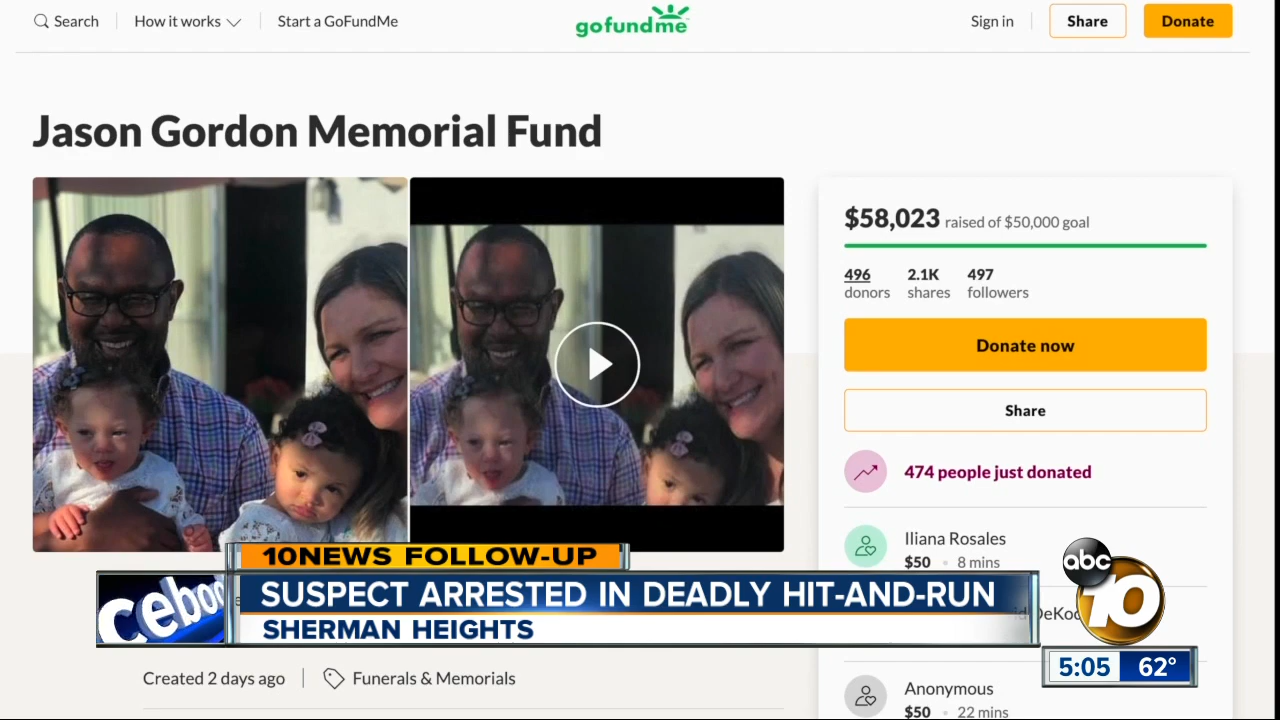 Search
How it works
Start a GoFundMe
gofundme
Sign in
Share
Donate
Jason Gordon Memorial Fund
$58,023 raised of $50,000 goal
496 donors
2.1K shares
497 followers
Donate now
Share
474 people just donated
Iliana Rosales
$50 • 8 mins
DeKoc
Anonymous
$50 • 22 mins
10NEWS FOLLOW-UP
ceboo
SUSPECT ARRESTED IN DEADLY HIT-AND-RUN
SHERMAN HEIGHTS
abc
10
5:05 62°
Created 2 days ago
Funerals & Memorials